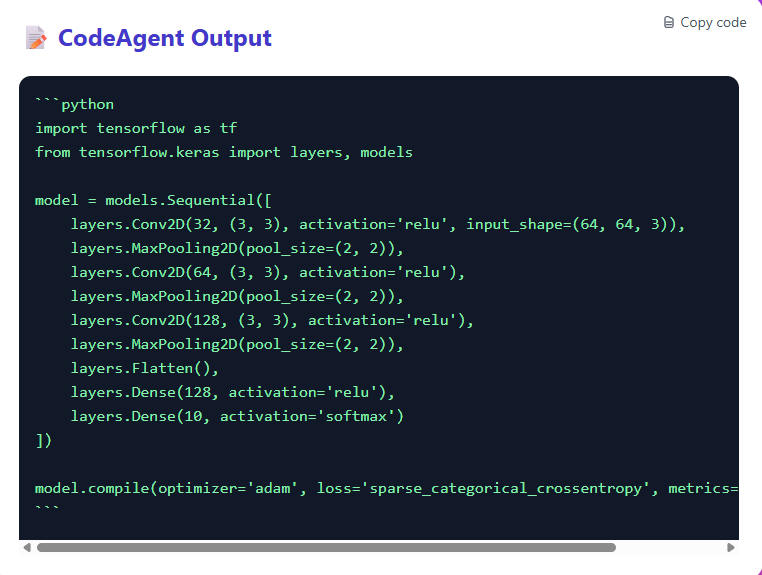 Copy code
CodeAgent Output
```python
import tensorflow as tf
from tensorflow.keras import layers, models

model = models.Sequential([
    layers.Conv2D(32, (3, 3), activation='relu', input_shape=(64, 64, 3)),
    layers.MaxPooling2D(pool_size=(2, 2)),
    layers.Conv2D(64, (3, 3), activation='relu'),
    layers.MaxPooling2D(pool_size=(2, 2)),
    layers.Conv2D(128, (3, 3), activation='relu'),
    layers.MaxPooling2D(pool_size=(2, 2)),
    layers.Flatten(),
    layers.Dense(128, activation='relu'),
    layers.Dense(10, activation='softmax')
])

model.compile(optimizer='adam', loss='sparse_categorical_crossentropy', metrics=
```